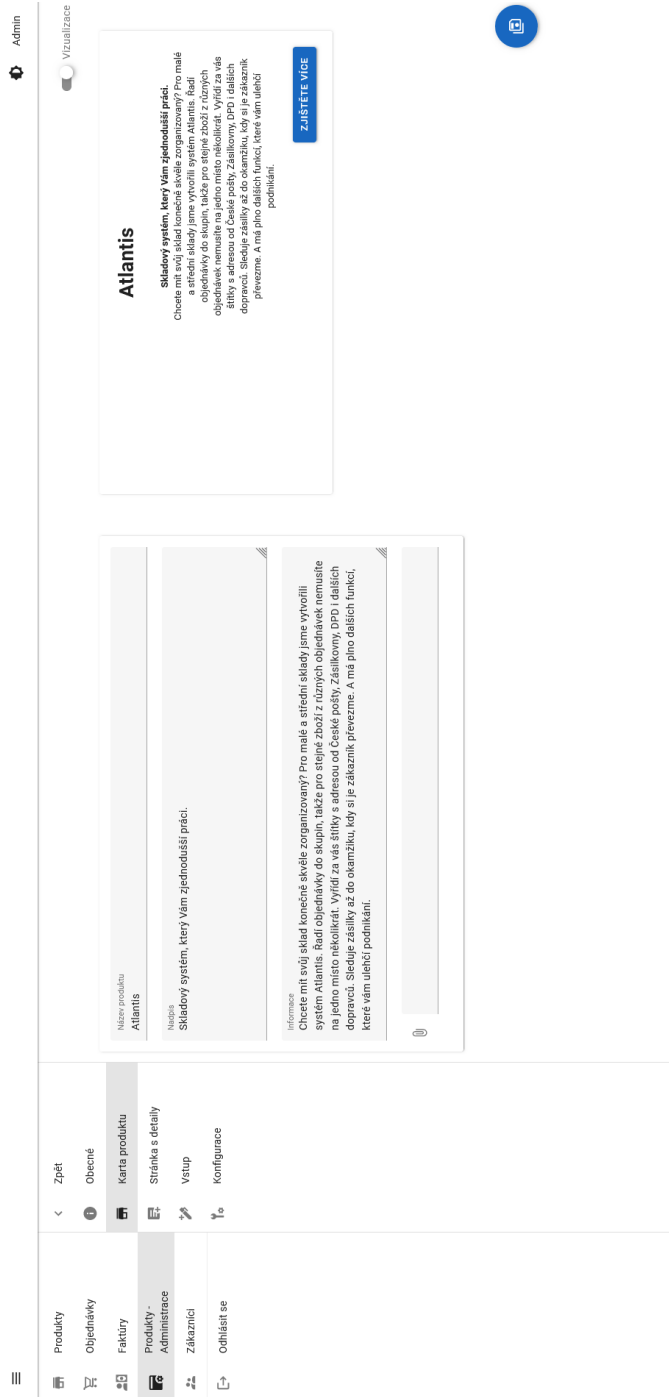 Admin
Produkty
Objednávky
Faktúry
Produkty -
Administrace
Zákazníci
Odhlásit se
Zpět
Obecné
Karta produktu
Stránka s detaily
Vstup
Konfigurace
Název produktu
Atlantis
Nadpis
Skladový systém, který Vám zjednodušší práci.
Informace
Chcete mít svůj sklad konečně skvěle zorganizovaný? Pro malé a střední sklady jsme vytvořili
systém Atlantis. Řadí objednávky do skupin, takže pro stejné zboží z různých objednávek nemusíte
na jedno místo několikrát. Vyřídí za vás štítky s adresou od České pošty, Zásilkovny, DPD i dalších
dopravců. Sleduje zásilky až do okamžiku, kdy si je zákazník převezme. A má plno dalších funkcí,
které vám ulehčí podnikání.
Vizualizace
Atlantis
Skladový systém, který Vám zjednodušší práci.
Chcete mít svůj sklad konečně skvěle zorganizovaný? Pro malé
a střední sklady jsme vytvořili systém Atlantis. Řadí
objednávky do skupin, takže pro stejné zboží z různých
objednávek nemusíte na jedno místo několikrát. Vyřídí za vás
štítky s adresou od České pošty, Zásilkovny, DPD i dalších
dopravců. Sleduje zásilky až do okamžiku, kdy si je zákazník
převezme. A má plno dalších funkcí, které vám ulehčí
podnikání.
ZJIŠTĚTE VÍCE